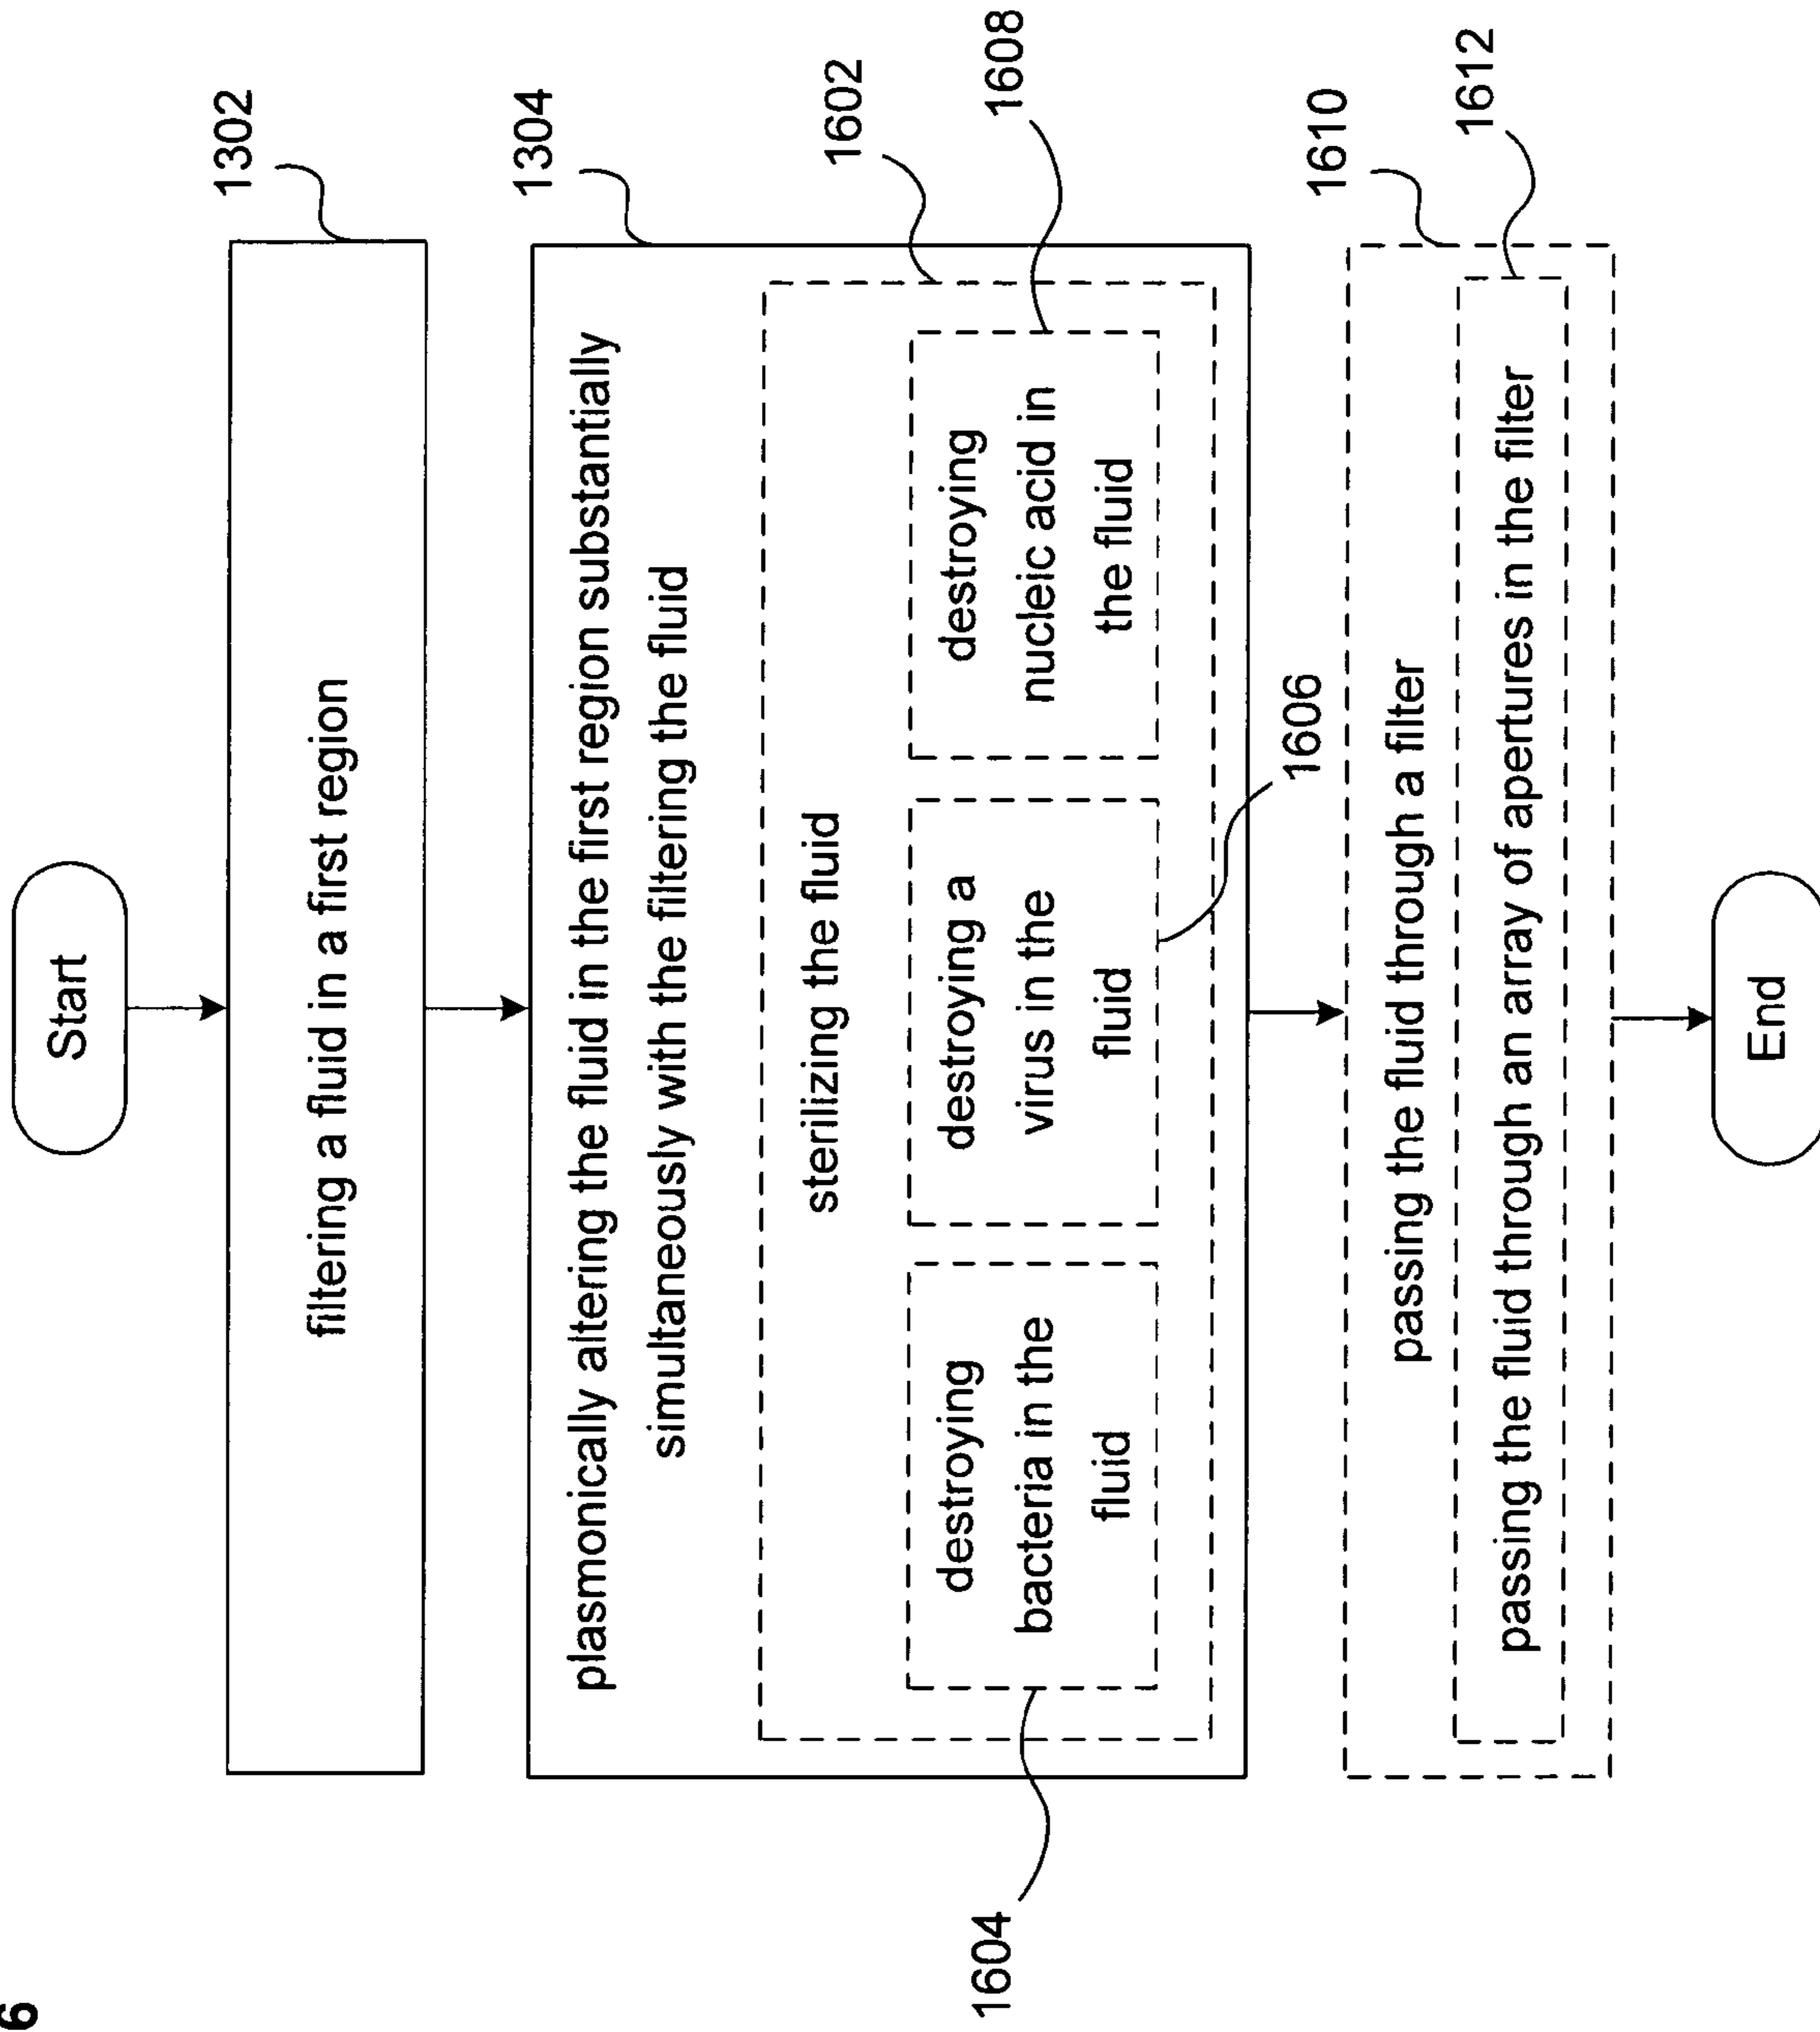 6
Start
filtering a fluid in a first region
1302
plasmonically altering the fluid in the first region substantially
simultaneously with the filtering the fluid
1304
sterilizing the fluid
1602
destroying
bacteria in the
fluid
1604
destroying a
virus in the
fluid
1606
destroying
nucleic acid in
the fluid
1608
passing the fluid through a filter
1610
passing the fluid through an array of apertures in the filter
1612
End